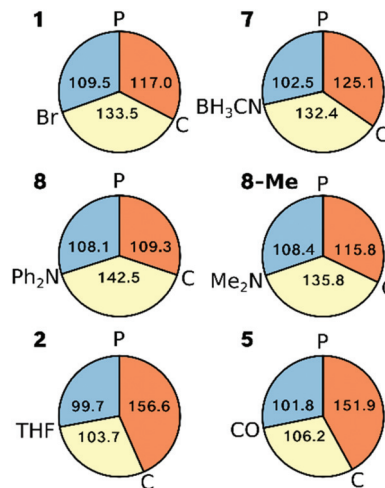 1
P
109.5
117.0
133.5
Br
C
7
P
102.5
125.1
132.4
BH₃CN
C
8
P
108.1
109.3
142.5
Ph₂N
C
8-Me
P
108.4
115.8
135.8
Me₂N
2
P
99.7
156.6
103.7
THF
C
5
P
101.8
151.9
106.2
CO
C